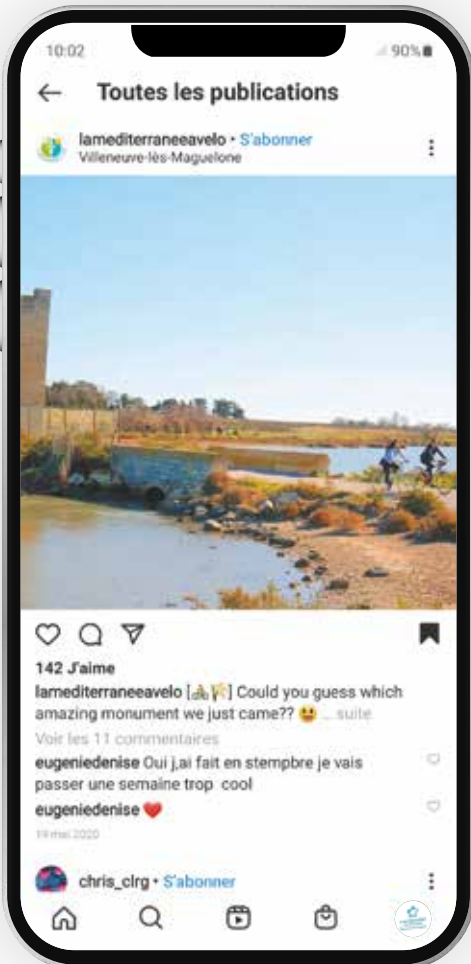 10:02
90%
Toutes les publications
lamediterraneeavelo • S'abonner
Villeneuve-lès-Maguelone
142 J'aime
lamediterraneeavelo [🚲🎉] Could you guess which
amazing monument we just came?? 😃 ... suite
Voir les 11 commentaires
eugeniedenise Oui j,ai fait en stempbre je vais
passer une semaine trop cool
eugeniedenise ❤️
19 mai 2020
chris_clrg • S'abonner